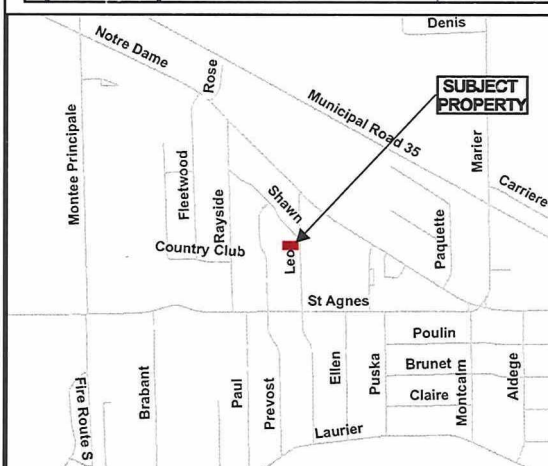 Denis
Notre Dame
Rose
SUBJECT
PROPERTY
Municipal Road 35
Marier
Montee Principale
Carriere
Fleetwood
Rayside
Shawn
Paquette
Country Club
Leo
St Agnes
Poulin
Brunet
Claire
Fire Route S
Brabant
Paul
Prevost
Ellen
Puska
Montcalm
Aldege
Laurier